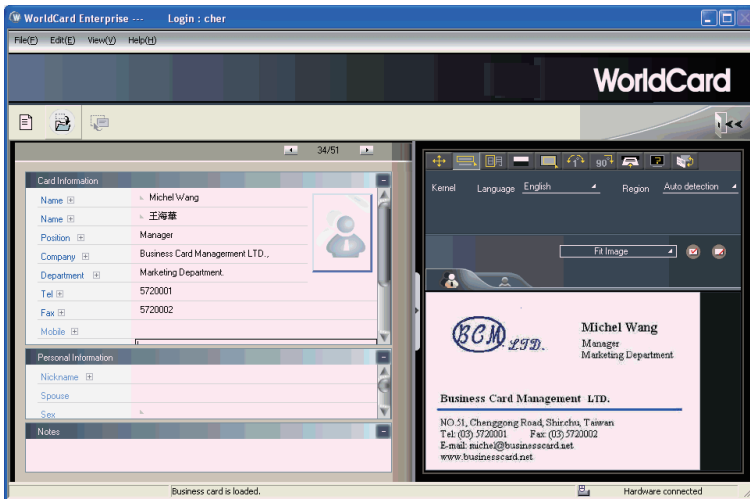 WorldCard Enterprise --- Login : cher
File(F) Edit(E) View(V) Help(H)
WorldCard
34/51
Card Information
Name Michel Wang
Name 王海華
Position Manager
Company Business Card Managerment LTD.,
Department Marketing Department.
Tel 5720001
Fax 5720002
Mobile
Personal Information
Nickname
Spouse
Sex
Notes
90
Kernel Language English Region Auto detection
Fit Image
BCM. LTD.
Michel Wang
Manager
Marketing Department
Business Card Management LTD.
NO.51, Chenggong Road, Shinchu, Taiwan
Tel: (03) 5720001 Fax: (03) 5720002
E-mail: michel@businesscard.net
www.businesscard.net
Business card is loaded. Hardware connected